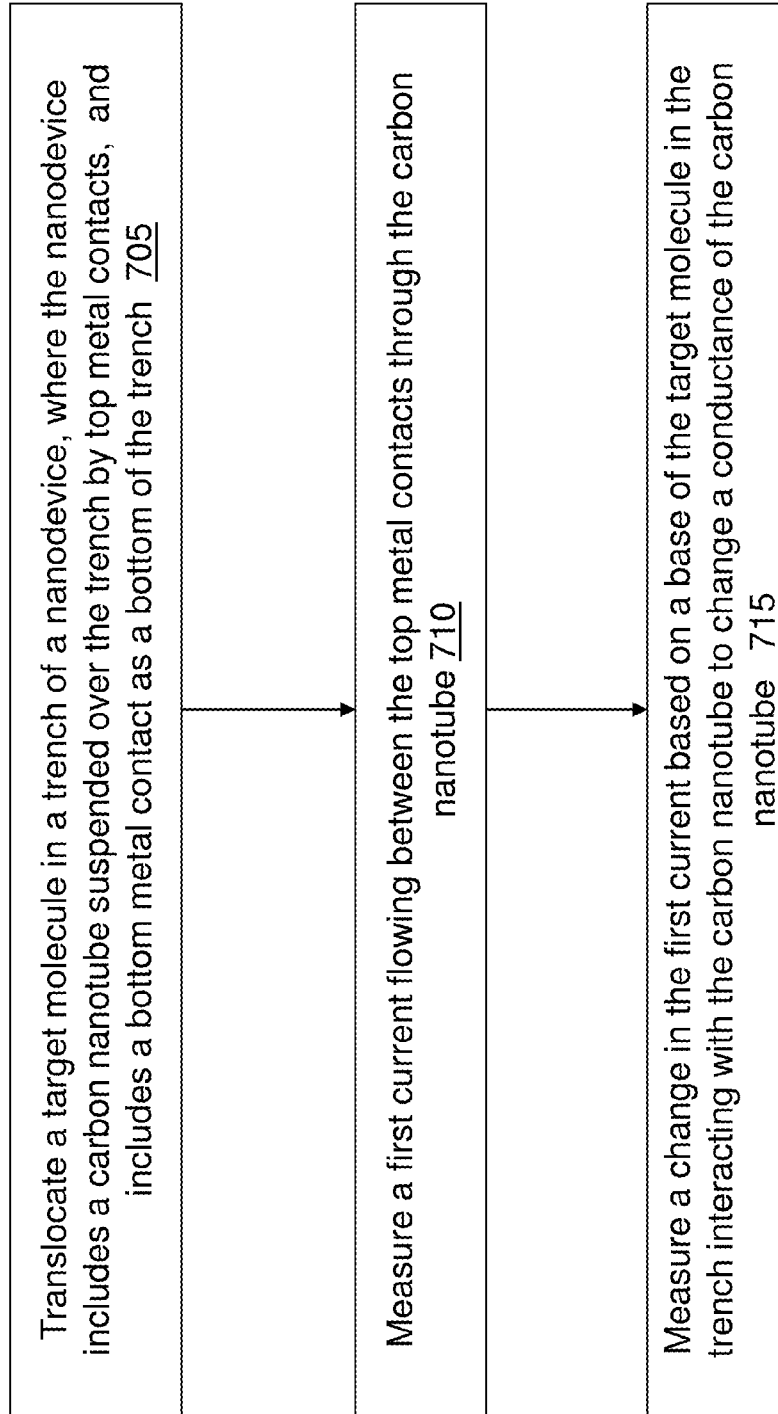 Translocate a target molecule in a trench of a nanodevice, where the nanodevice
includes a carbon nanotube suspended over the trench by top metal contacts, and
includes a bottom metal contact as a bottom of the trench 705
Measure a first current flowing between the top metal contacts through the carbon
nanotube 710
Measure a change in the first current based on a base of the target molecule in the
trench interacting with the carbon nanotube to change a conductance of the carbon
nanotube 715